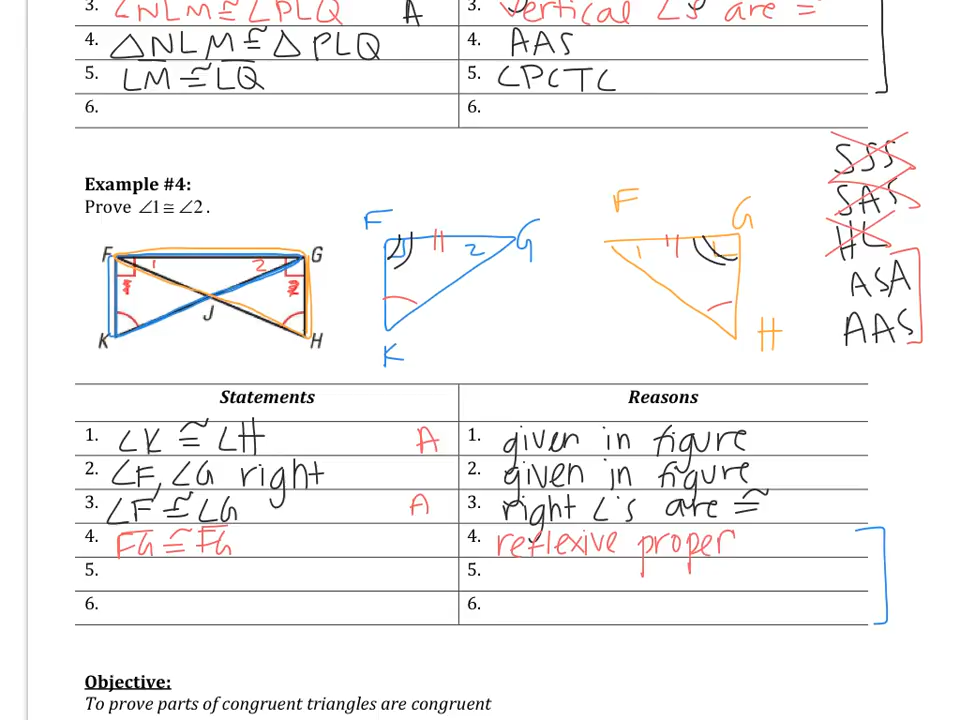 3. ∠NLM ≅ ∠PLQ A 3. vertical ∠s are ≅
4. △NLM ≅ △PLQ 4. AAS
5. LM ≅ LQ 5. CPCTC
6. 6.
Example #4:
Prove ∠1 ≅ ∠2.
F G K J H 1 2
F 2 G K
F G 1 H
SSS
SAS
HL
ASA
AAS
Statements Reasons
1. ∠K ≅ ∠H A 1. given in figure
2. ∠F, ∠G right 2. given in figure
3. ∠F ≅ ∠G A 3. right ∠'s are ≅
4. FG ≅ FG 4. reflexive proper
5. 5.
6. 6.
Objective:
To prove parts of congruent triangles are congruent